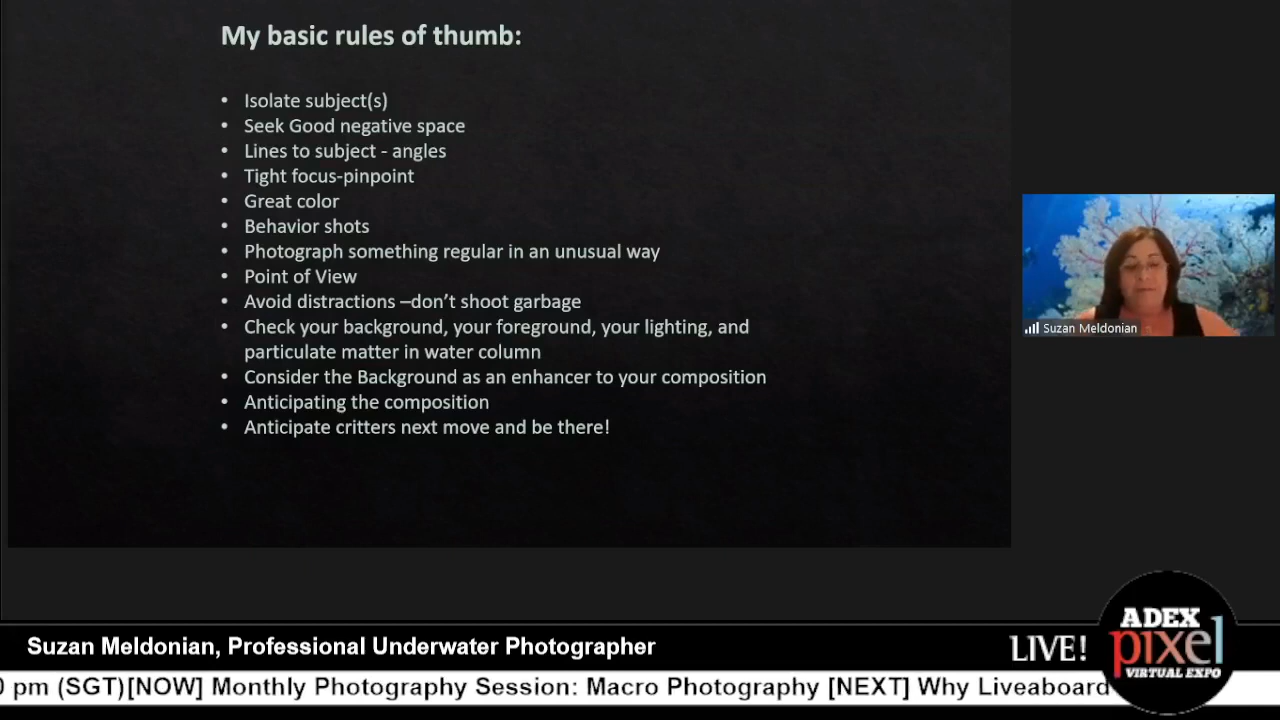 My basic rules of thumb:
• Isolate subject(s)
• Seek Good negative space
• Lines to subject - angles
• Tight focus-pinpoint
• Great color
• Behavior shots
• Photograph something regular in an unusual way
• Point of View
• Avoid distractions –don’t shoot garbage
• Check your background, your foreground, your lighting, and
particulate matter in water column
• Consider the Background as an enhancer to your composition
• Anticipating the composition
• Anticipate critters next move and be there!
Suzan Meldonian
Suzan Meldonian, Professional Underwater Photographer
LIVE!
ADEX
pixel
VIRTUAL EXPO
0 pm (SGT)[NOW] Monthly Photography Session: Macro Photography [NEXT] Why Liveaboard